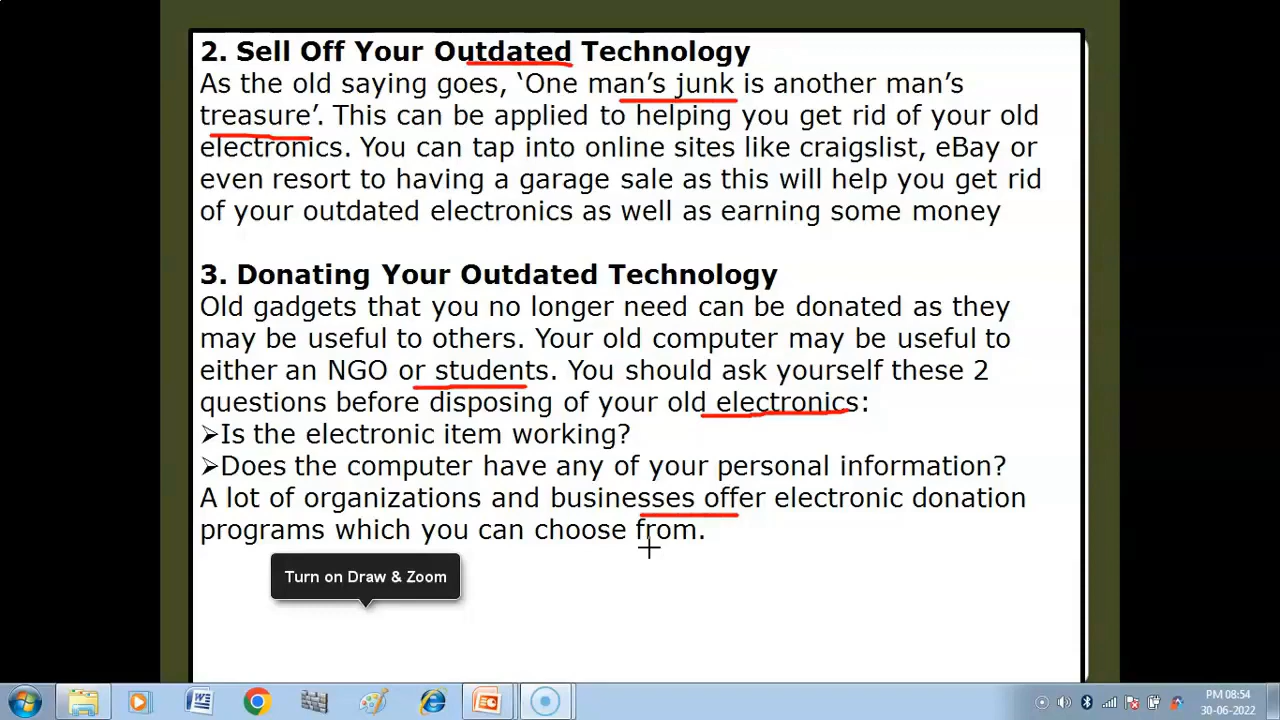 2. Sell Off Your Outdated Technology
As the old saying goes, ‘One man’s junk is another man’s
treasure’. This can be applied to helping you get rid of your old
electronics. You can tap into online sites like craigslist, eBay or
even resort to having a garage sale as this will help you get rid
of your outdated electronics as well as earning some money
3. Donating Your Outdated Technology
Old gadgets that you no longer need can be donated as they
may be useful to others. Your old computer may be useful to
either an NGO or students. You should ask yourself these 2
questions before disposing of your old electronics:
➢Is the electronic item working?
➢Does the computer have any of your personal information?
A lot of organizations and businesses offer electronic donation
programs which you can choose from.
Turn on Draw & Zoom
PM 08:54
30-06-2022